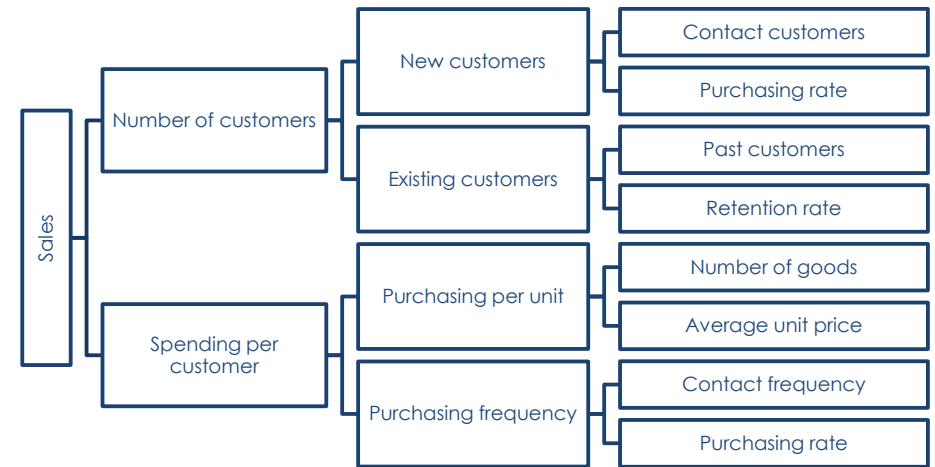 Sales
Number of customers
Spending per
customer
New customers
Existing customers
Purchasing per unit
Purchasing frequency
Contact customers
Purchasing rate
Past customers
Retention rate
Number of goods
Average unit price
Contact frequency
Purchasing rate